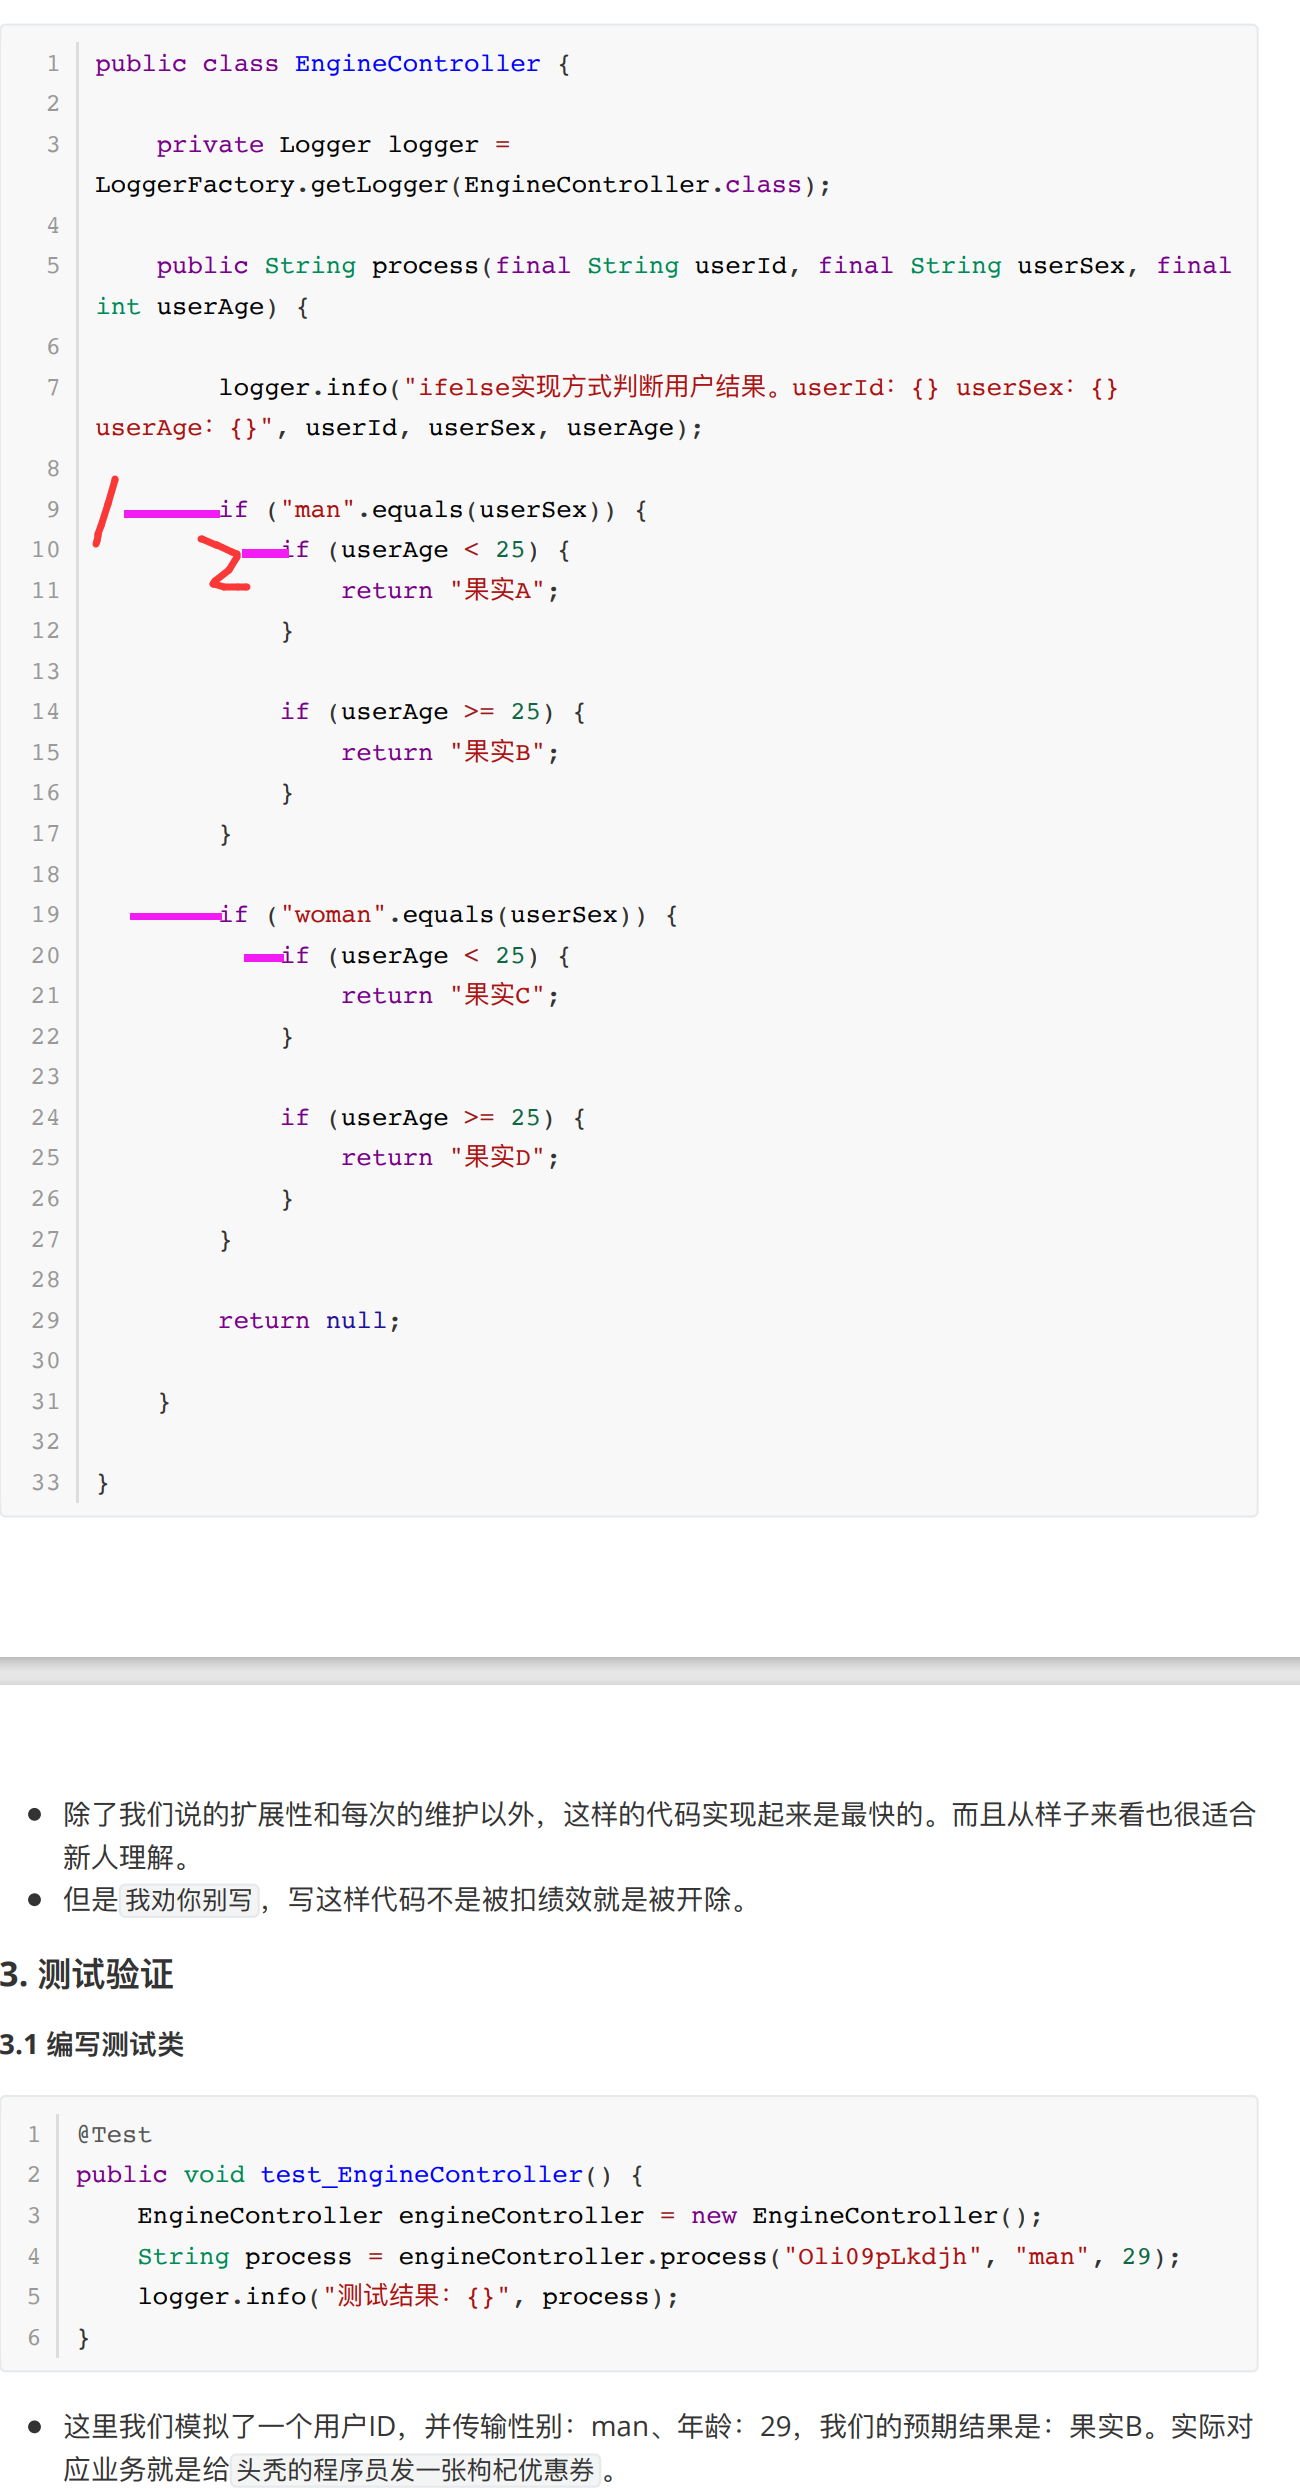 1 public class EngineController {
2
3 private Logger logger =
LoggerFactory.getLogger(EngineController.class);
4
5 public String process(final String userId, final String userSex, final
int userAge) {
6
7 logger.info("ifelse实现方式判断用户结果。userId：{} userSex：{}
userAge：{}", userId, userSex, userAge);
8
1
9 if ("man".equals(userSex)) {
2
10 if (userAge < 25) {
11 return "果实A";
12 }
13
14 if (userAge >= 25) {
15 return "果实B";
16 }
17 }
18
19 if ("woman".equals(userSex)) {
20 if (userAge < 25) {
21 return "果实C";
22 }
23
24 if (userAge >= 25) {
25 return "果实D";
26 }
27 }
28
29 return null;
30
31 }
32
33 }
除了我们说的扩展性和每次的维护以外，这样的代码实现起来是最快的。而且从样子来看也很适合
新人理解。
但是我劝你别写，写这样代码不是被扣绩效就是被开除。
3. 测试验证
3.1 编写测试类
1 @Test
2 public void test_EngineController() {
3 EngineController engineController = new EngineController();
4 String process = engineController.process("Oli09pLkdjh", "man", 29);
5 logger.info("测试结果：{}", process);
6 }
这里我们模拟了一个用户ID，并传输性别：man、年龄：29，我们的预期结果是：果实B。实际对
应业务就是给头秃的程序员发一张枸杞优惠券。